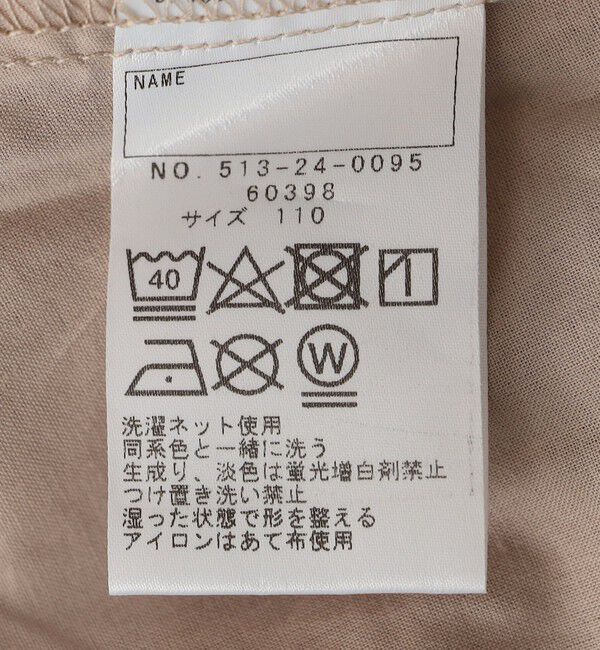 NAME
NO. 513-24-0095
60398
サイズ 110
40
W
洗濯ネット使用
同系色と一緒に洗う
生成り、淡色は蛍光増白剤禁止
つけ置き洗い禁止
湿った状態で形を整える
アイロンはあて布使用